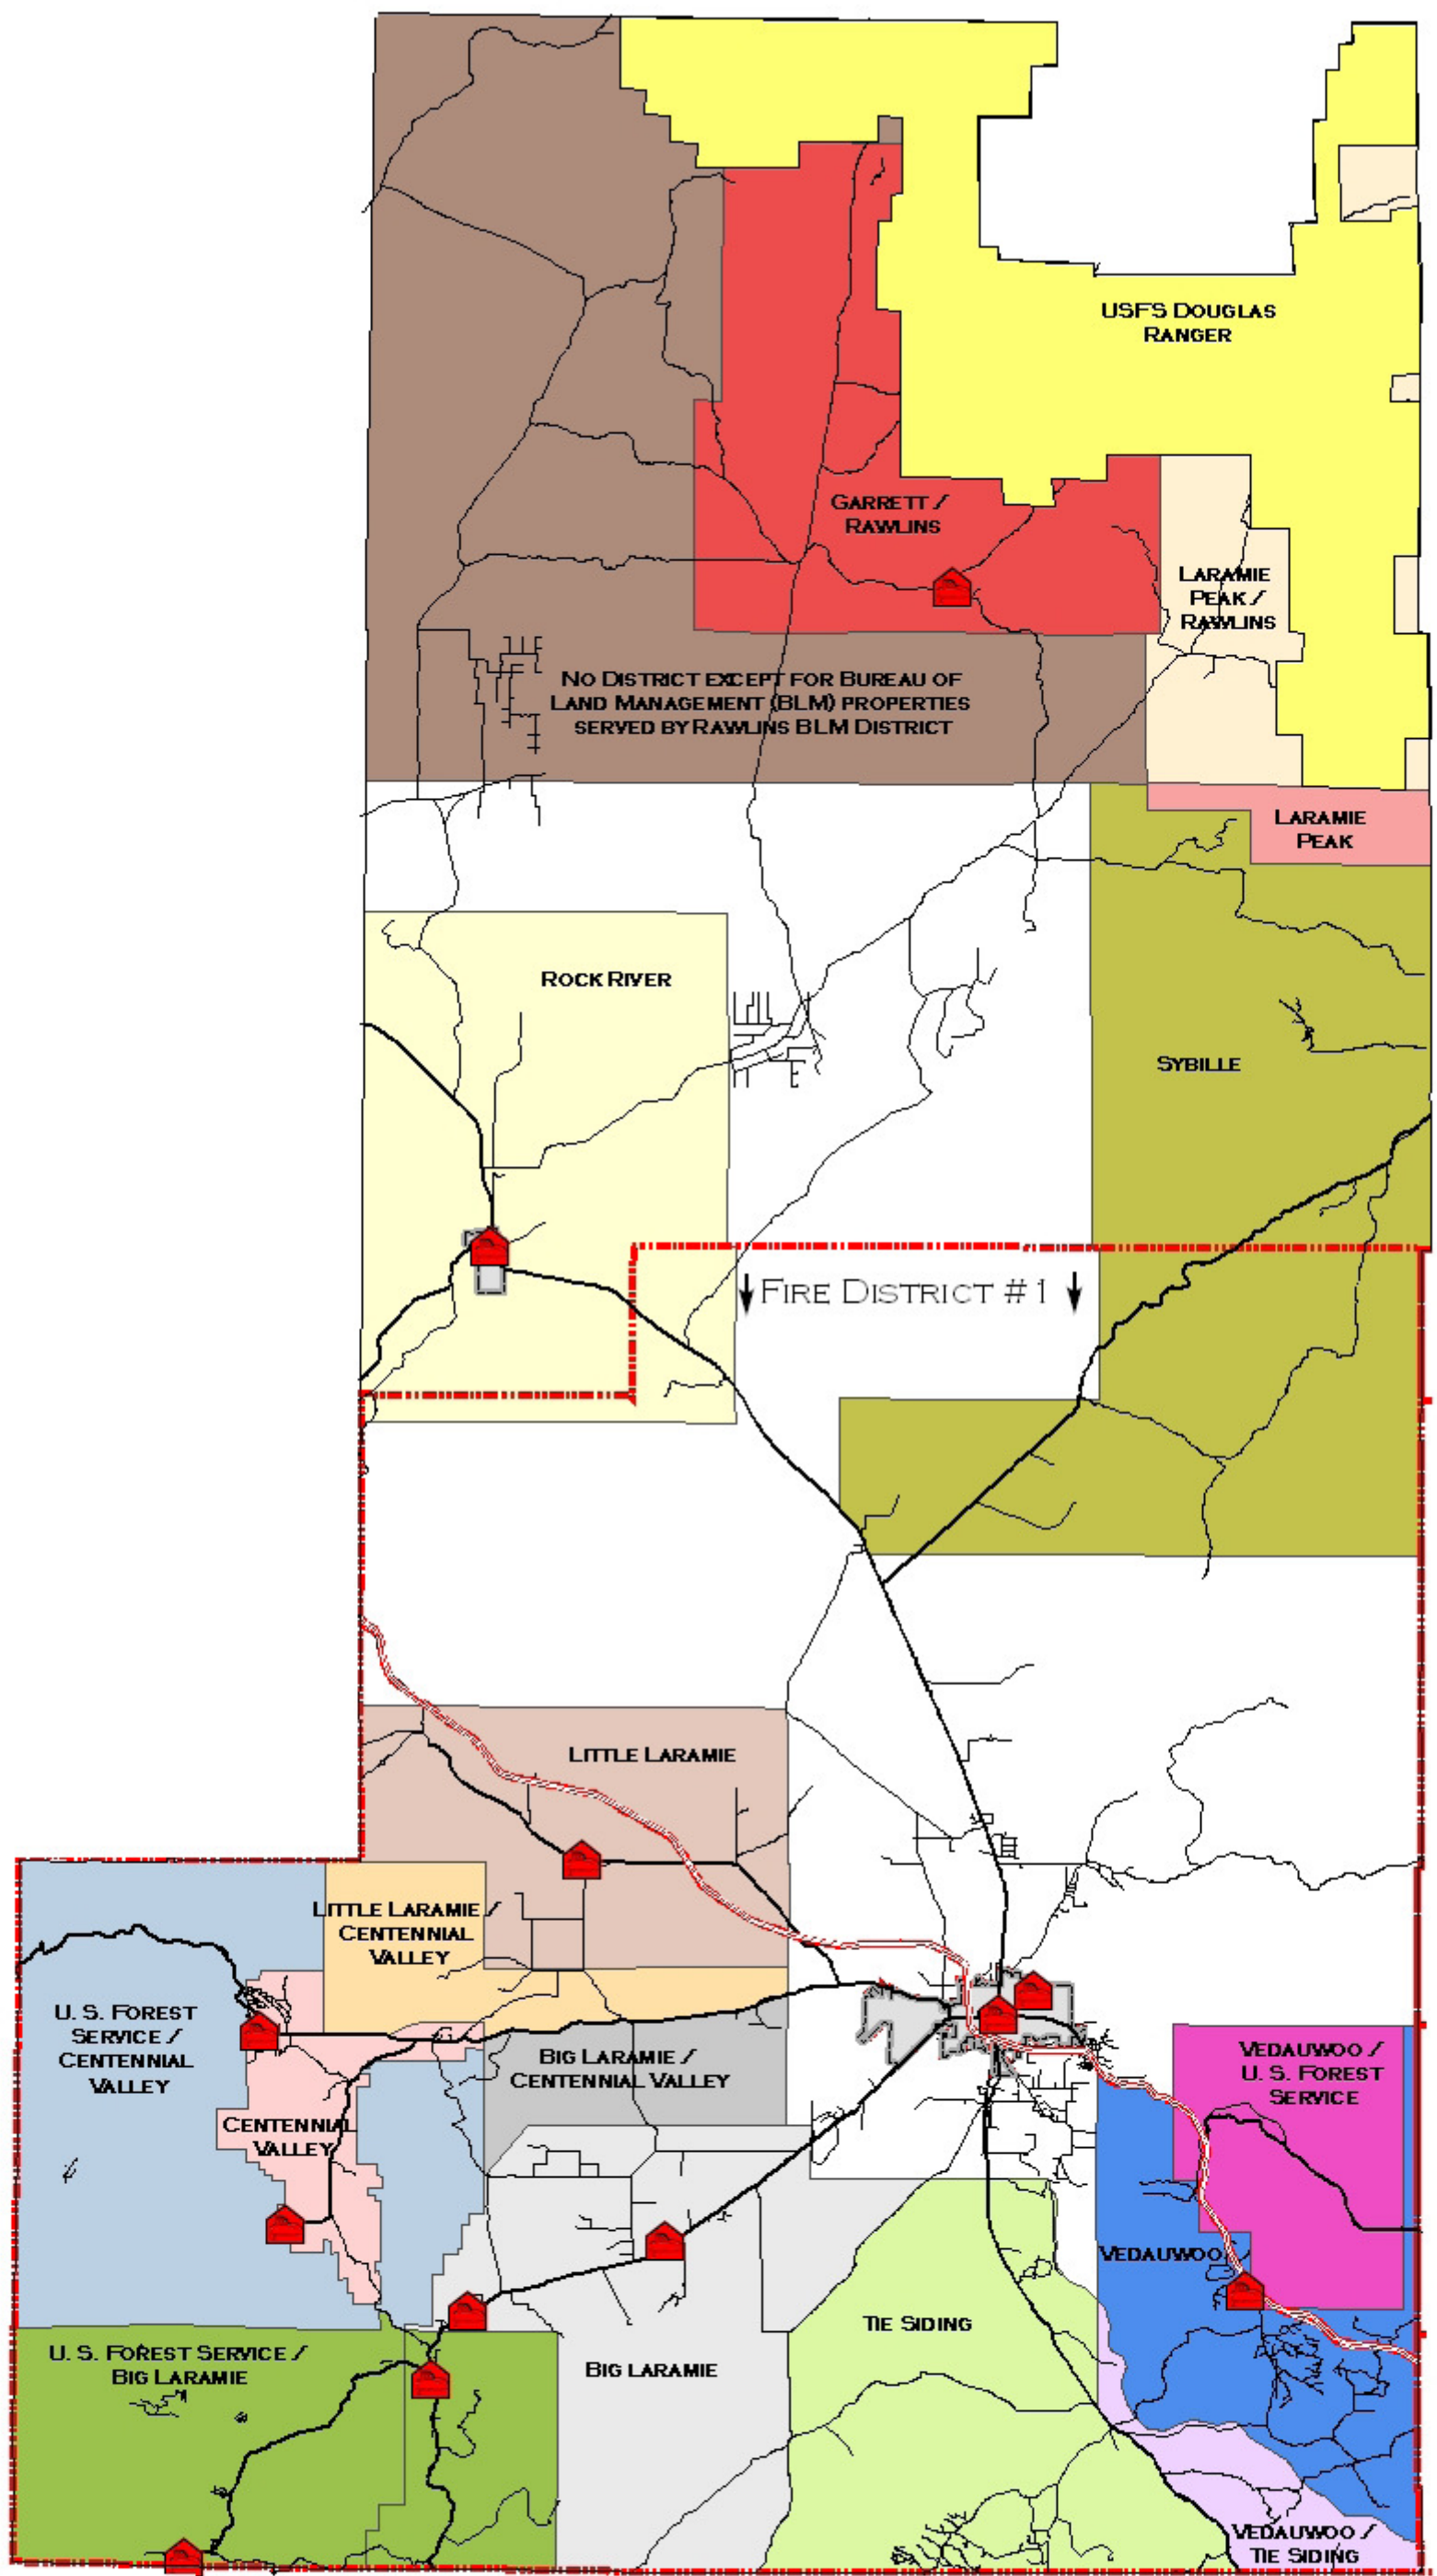 USFS DOUGLAS
RANGER
GARRETT /
RAWLINS
LARAMIE
PEAK /
RAWLINS
NO DISTRICT EXCEPT FOR BUREAU OF
LAND MANAGEMENT (BLM) PROPERTIES
SERVED BY RAWLINS BLM DISTRICT
LARAMIE
PEAK
ROCK RIVER
SYBILLE
FIRE DISTRICT #1
LITTLE LARAMIE
LITTLE LARAMIE /
CENTENNIAL
VALLEY
U. S. FOREST
SERVICE /
CENTENNIAL
VALLEY
BIG LARAMIE /
CENTENNIAL VALLEY
VEDAUWOO /
U. S. FOREST
SERVICE
CENTENNIAL
VALLEY
VEDAUWOO
TIE SIDING
U. S. FOREST SERVICE /
BIG LARAMIE
BIG LARAMIE
VEDAUWOO /
TIE SIDING